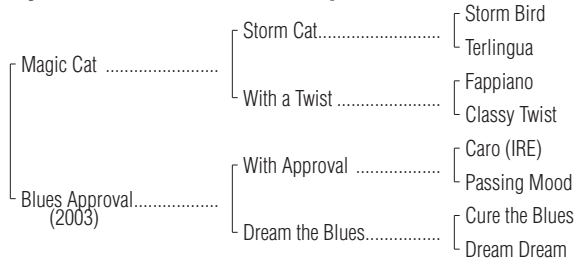 Storm Bird
Storm Cat..............................
Terlingua
Magic Cat ........................
Fappiano
With a Twist ......................
Classy Twist
Caro (IRE)
With Approval ..................
Passing Mood
Blues Approval..................
(2003)
Cure the Blues
Dream the Blues................
Dream Dream